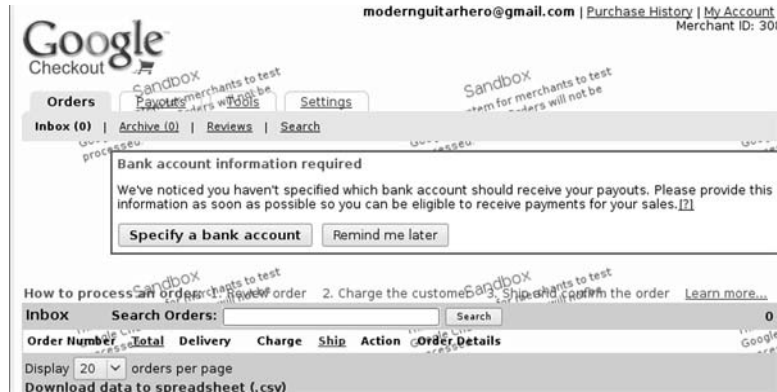 modernguitarhero@gmail.com | Purchase History | My Account
Merchant ID: 308
Google
Checkout
Sandbox
Sandbox
Orders Payouts Tools Settings
Inbox (0) | Archive (0) | Reviews | Search
Bank account information required
We've noticed you haven't specified which bank account should receive your payouts. Please provide this
information as soon as possible so you can be eligible to receive payments for your sales.[?]
Specify a bank account Remind me later
Sandbox
Sandbox
How to process an order: 1. Review order 2. Charge the customer 3. Ship and confirm the order Learn more...
Inbox Search Orders: Search 0
Order Number Total Delivery Charge Ship Action Order Details
Display 20 orders per page
Download data to spreadsheet (.csv)